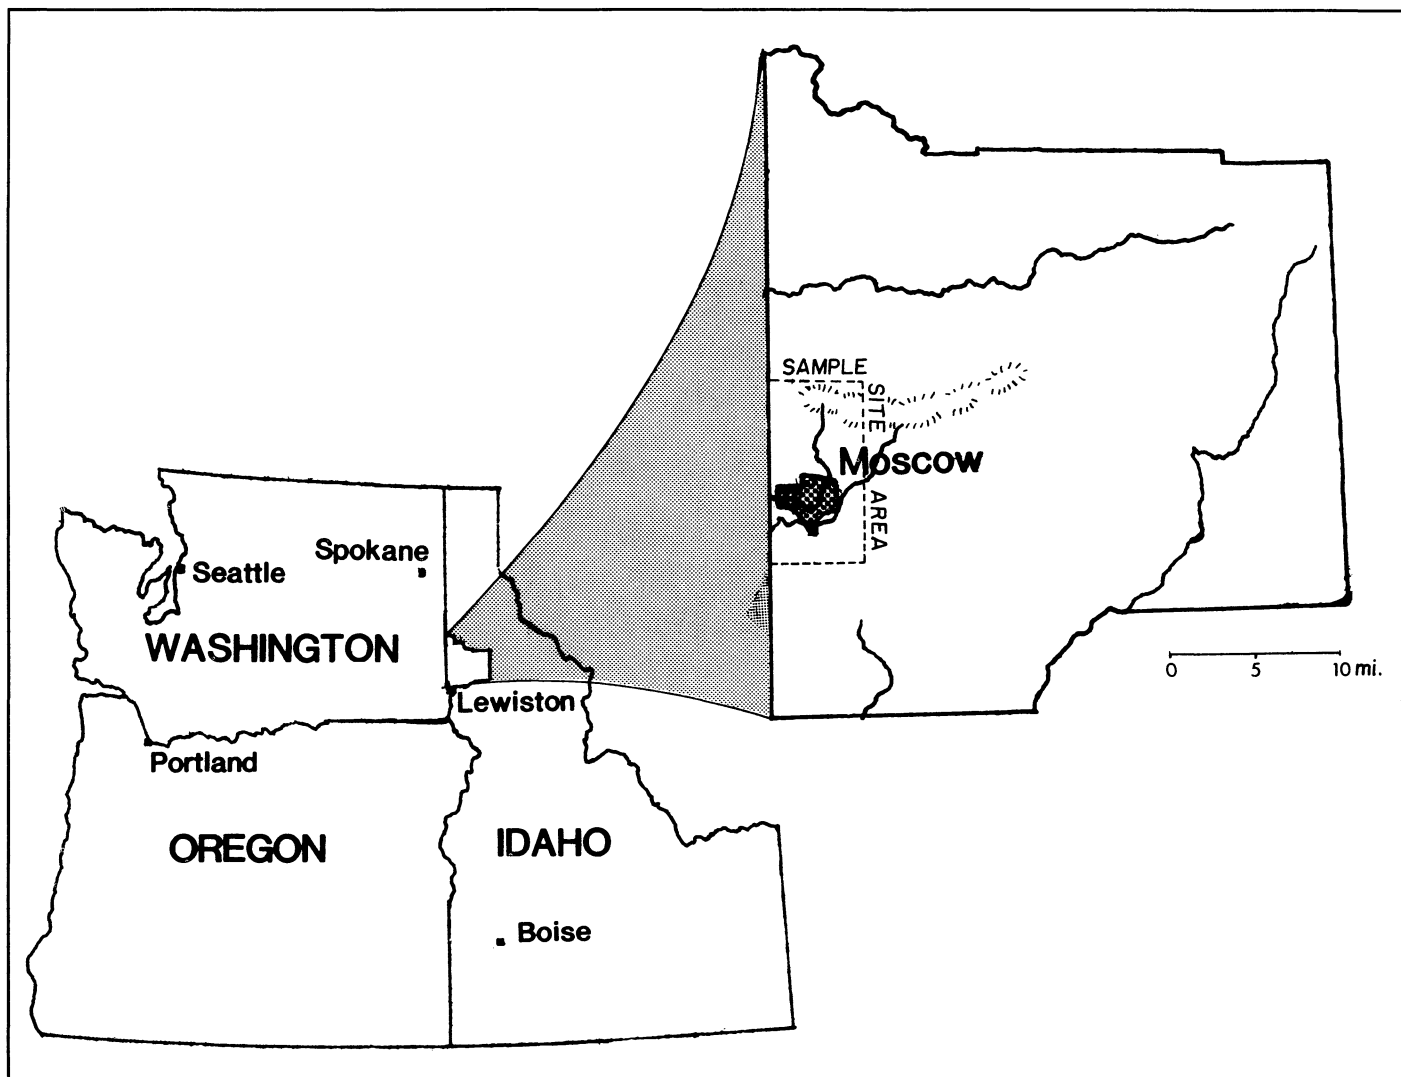 SAMPLE
SITE
Moscow
AREA
Spokane
Seattle
WASHINGTON
0 5 10 mi.
Lewiston
Portland
OREGON
IDAHO
Boise